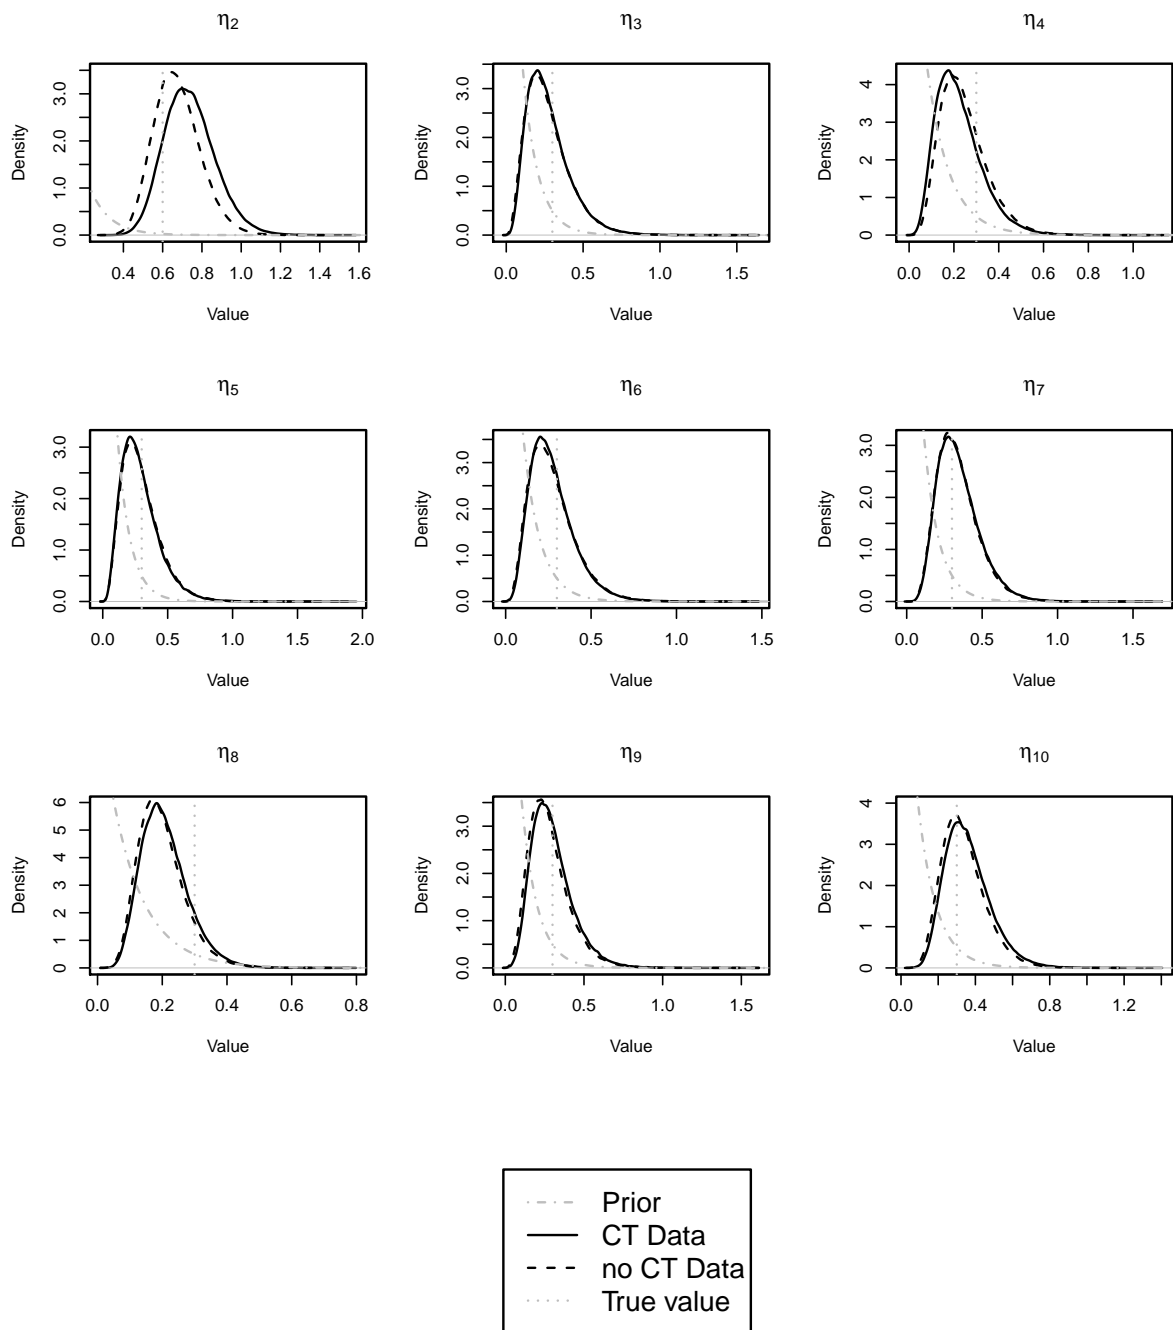 η2 η3 η4
Density 0.0 1.0 2.0 3.0
0.4 0.6 0.8 1.0 1.2 1.4 1.6
Value
Density 0.0 1.0 2.0 3.0
0.0 0.5 1.0 1.5
Value
Density 0 1 2 3 4
0.0 0.2 0.4 0.6 0.8 1.0
Value
η5 η6 η7
Density 0.0 1.0 2.0 3.0
0.0 0.5 1.0 1.5 2.0
Value
Density 0.0 1.0 2.0 3.0
0.0 0.5 1.0 1.5
Value
Density 0.0 1.0 2.0 3.0
0.0 0.5 1.0 1.5
Value
η8 η9 η10
Density 0 1 2 3 4 5 6
0.0 0.2 0.4 0.6 0.8
Value
Density 0.0 1.0 2.0 3.0
0.0 0.5 1.0 1.5
Value
Density 0 1 2 3 4
0.0 0.4 0.8 1.2
Value
Prior
CT Data
no CT Data
True value